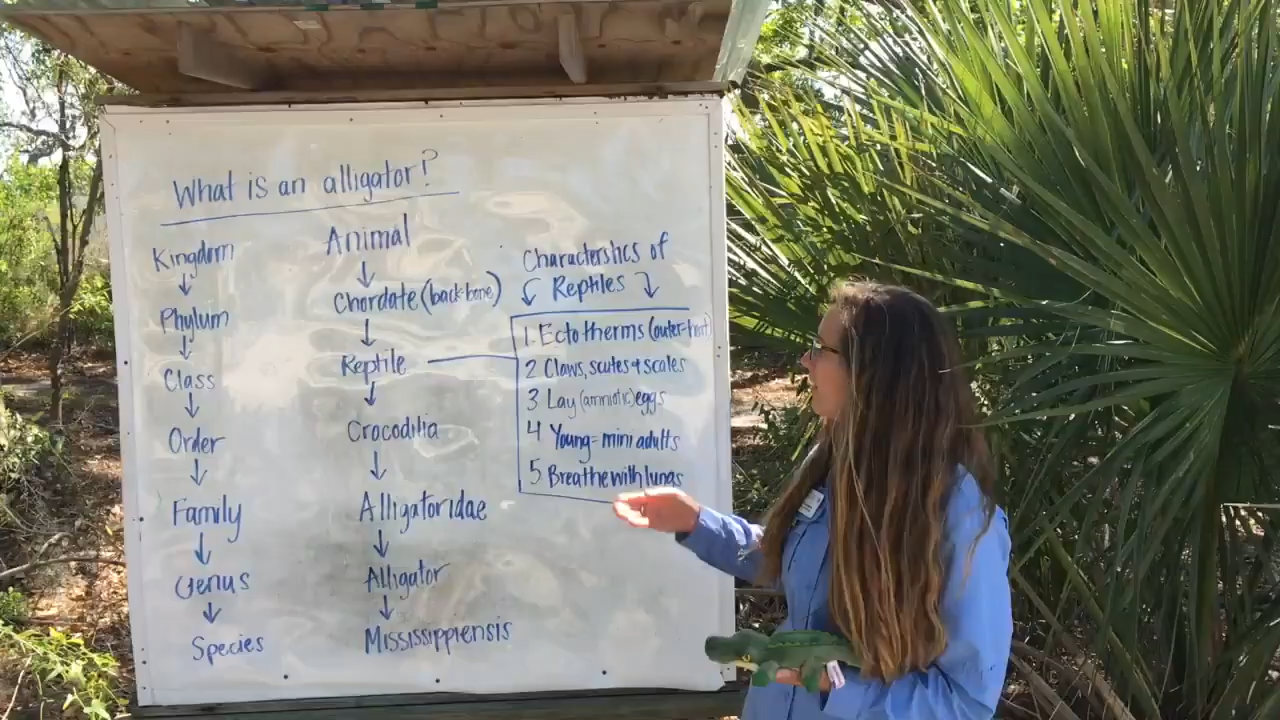 What is an alligator?
Kingdom
Phylum
Class
Order
Family
Genus
Species
Animal
Chordate (backbone)
Reptile
Crocodilia
Alligatoridae
Alligator
Mississippiensis
Characterstics of
Reptiles
1. Ectotherms (outer-heat)
2 Claws, scutes & scales
3 Lay (amniotic) eggs
4 Young = mini adults
5 Breathe with lungs